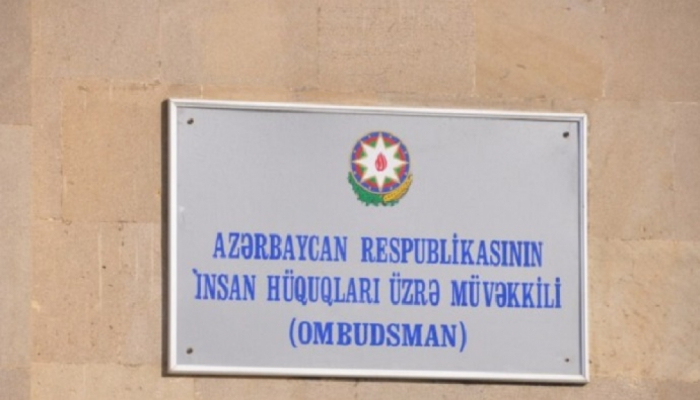 AZƏRBAYCAN RESPUBLİKASININ
İNSAN HÜQUQLARI ÜZRƏ MÜVƏKKİLİ
(OMBUDSMAN)